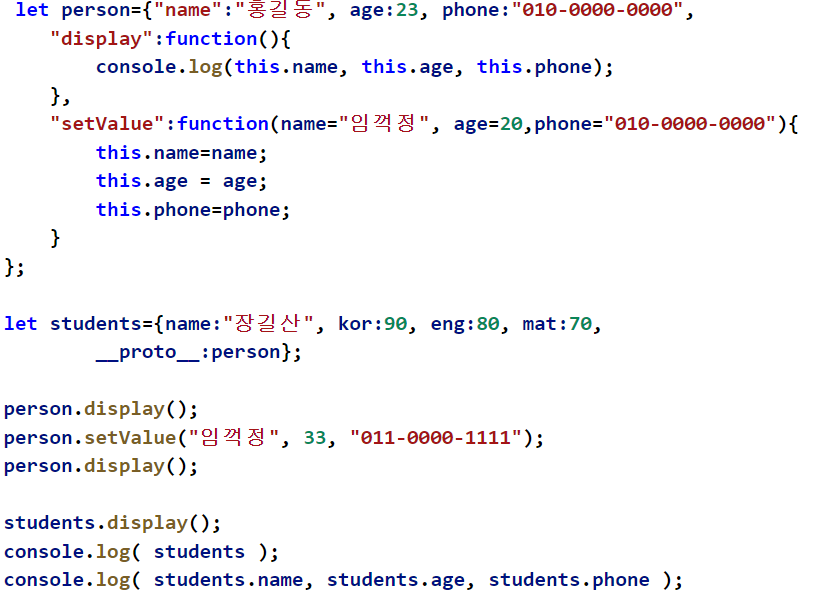 let person={"name":"홍길동", age:23, phone:"010-0000-0000",
    "display":function(){
        console.log(this.name, this.age, this.phone);
    },
    "setValue":function(name="임꺽정", age=20,phone="010-0000-0000"){
        this.name=name;
        this.age = age;
        this.phone=phone;
    }
};

let students={name:"장길산", kor:90, eng:80, mat:70,
        __proto__:person};

person.display();
person.setValue("임꺽정", 33, "011-0000-1111");
person.display();

students.display();
console.log( students );
console.log( students.name, students.age, students.phone );